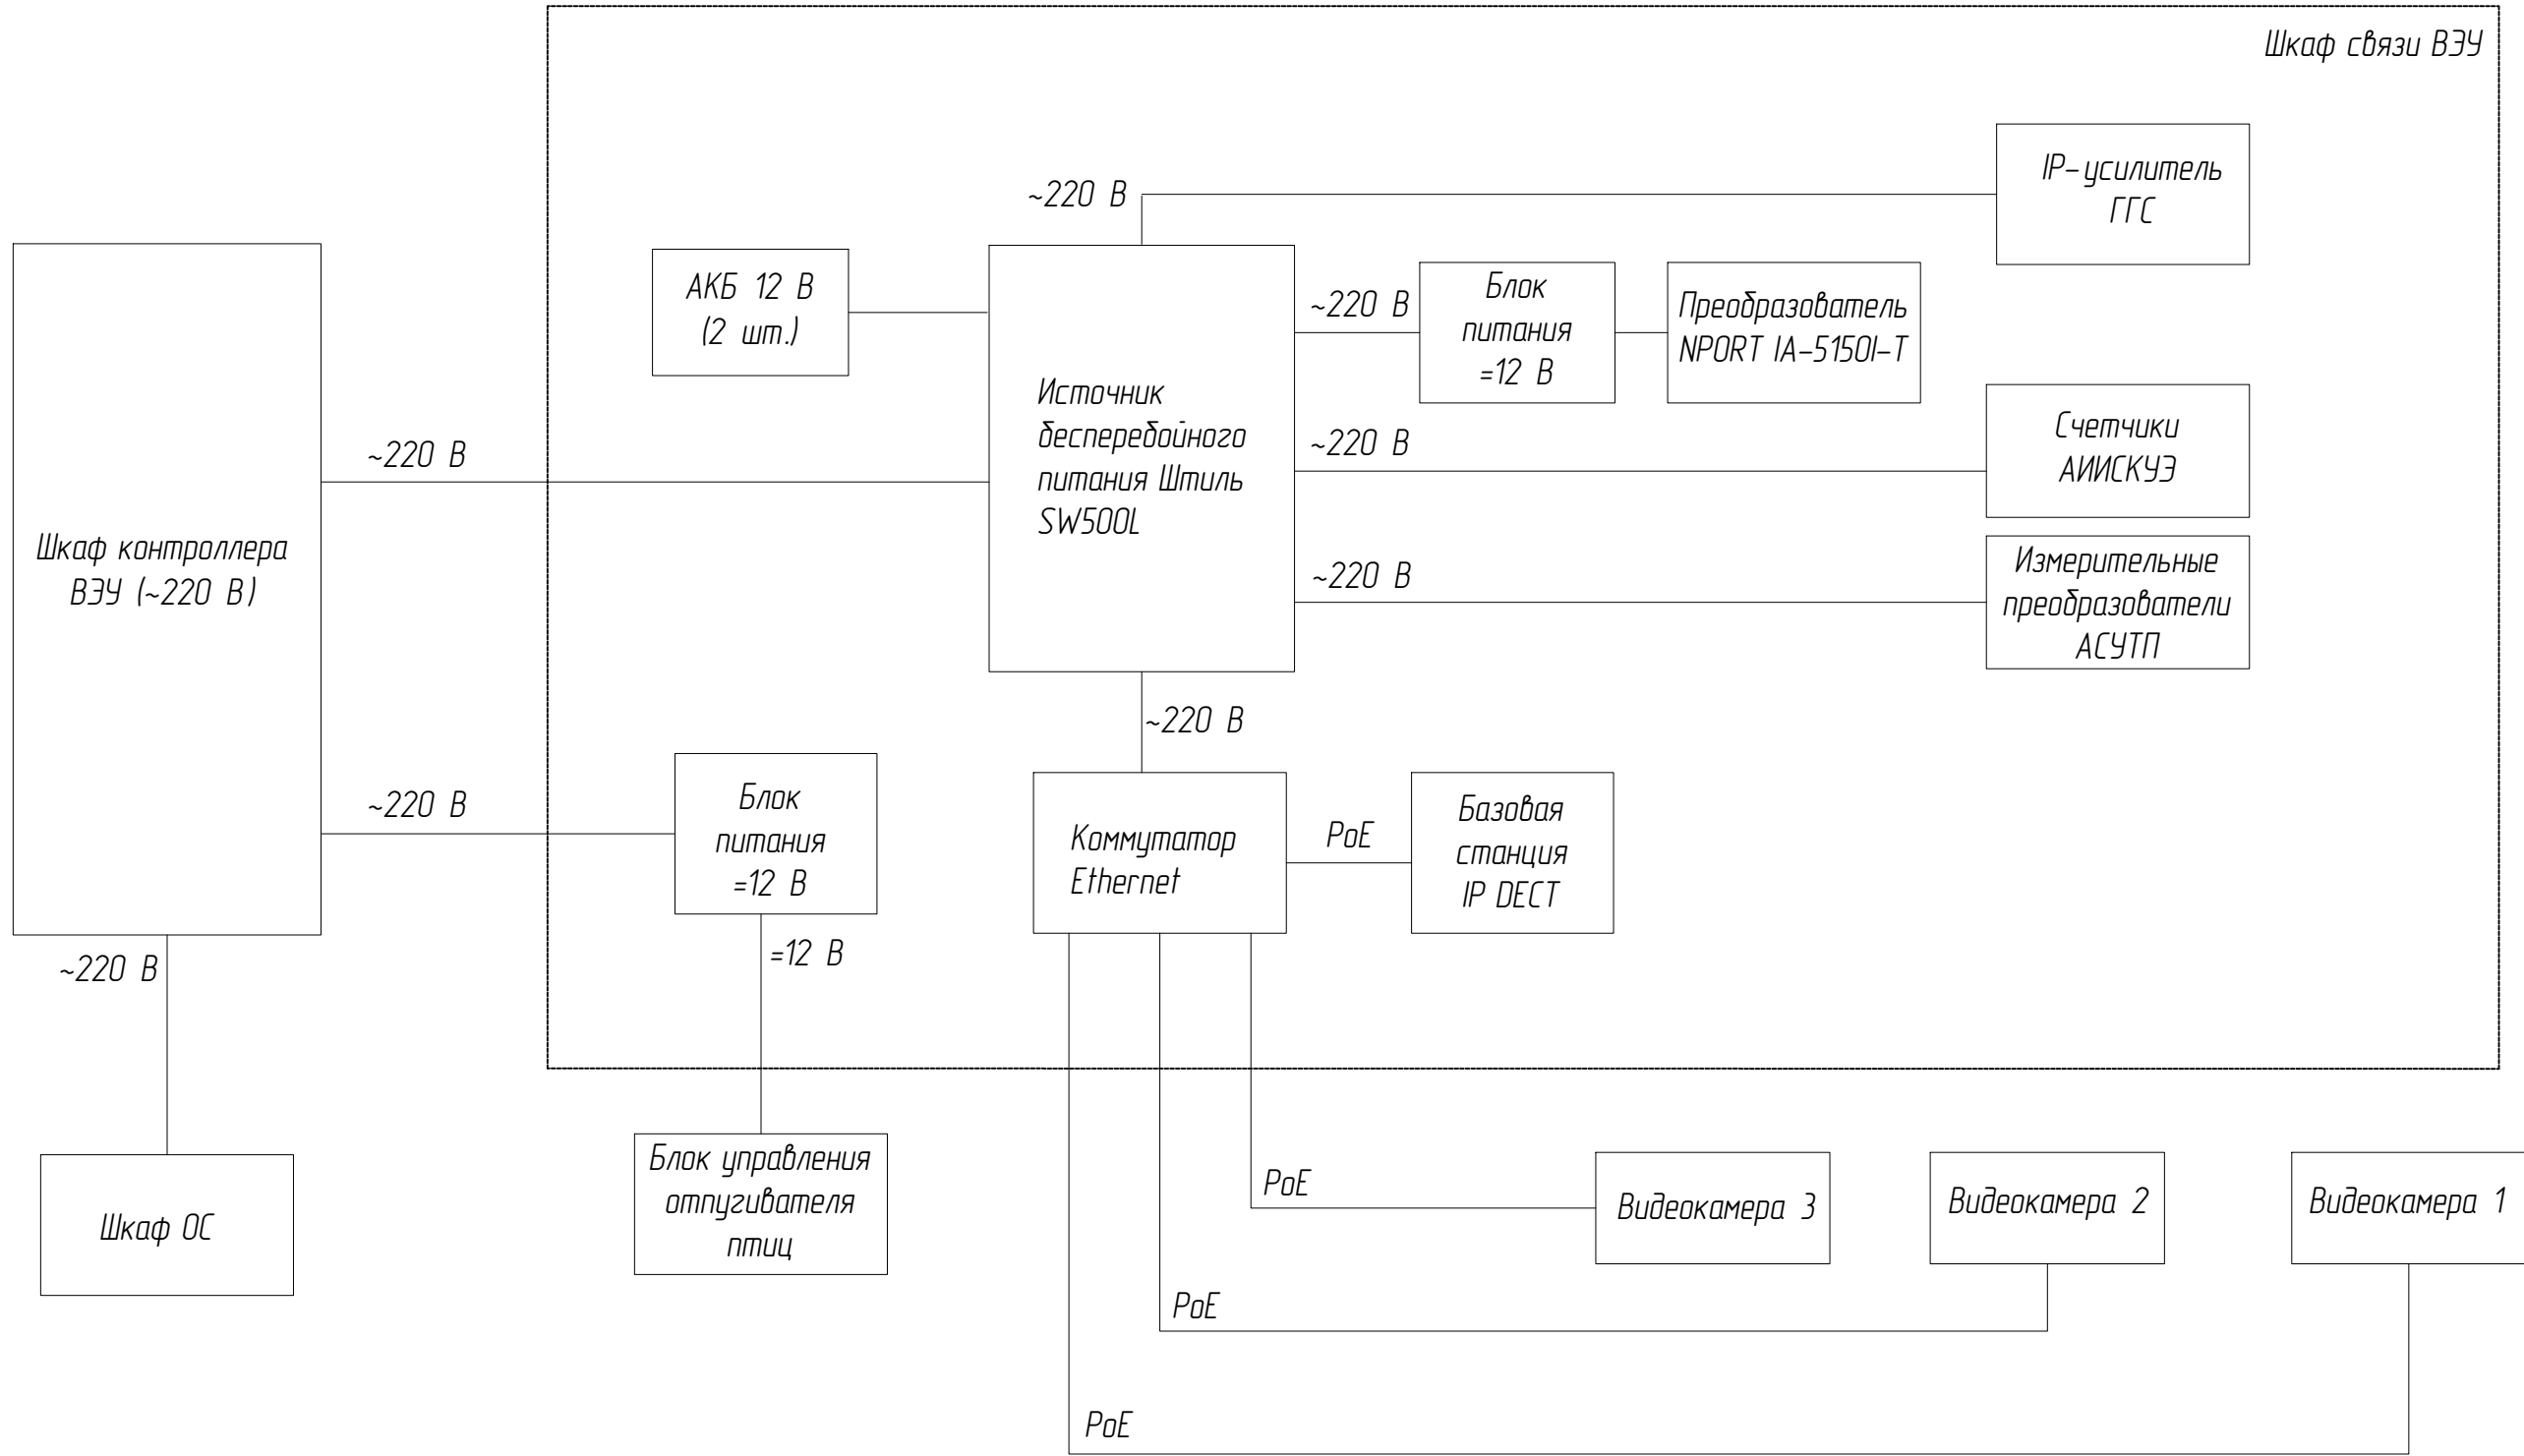 Шкаф связи ВЭУ
IP-усилитель
ГГС
~220 В
АКБ 12 В
(2 шт.)
~220 В
Блок
питания
=12 В
Преобразователь
NPORT IA-5150I-T
Источник
бесперебойного
питания Штиль
SW500L
~220 В
Счетчики
АИИСКУЭ
~220 В
Шкаф контроллера
ВЭУ (~220 В)
~220 В
Измерительные
преобразователи
АСУТП
~220 В
~220 В
Блок
питания
=12 В
Коммутатор
Ethernet
PoE
Базовая
станция
IP DECT
~220 В
=12 В
Шкаф ОС
Блок управления
отпугивателя
птиц
PoE
Видеокамера 3
Видеокамера 2
Видеокамера 1
PoE
PoE